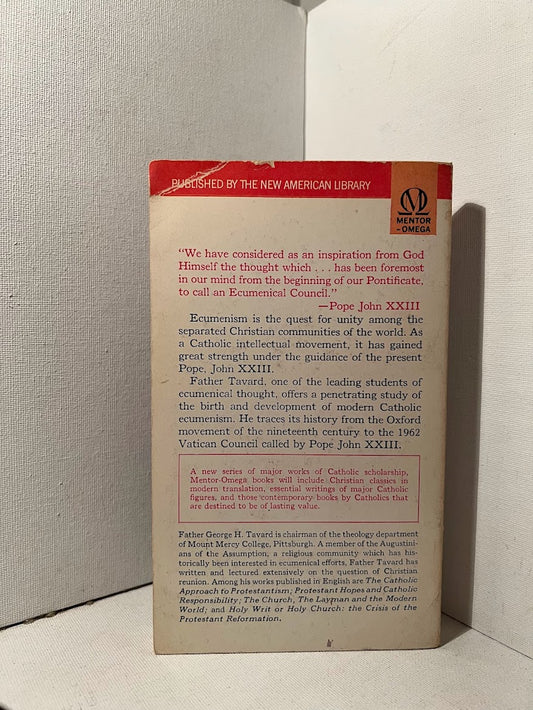 PUBLISHED BY THE NEW AMERICAN LIBRARY
MENTOR
-OMEGA
"We have considered as an inspiration from God
Himself the thought which . . . has been foremost
in our mind from the beginning of our Pontificate,
to call an Ecumenical Council."
—Pope John XXIII
Ecumenism is the quest for unity among the
separated Christian communities of the world. As
a Catholic intellectual movement, it has gained
great strength under the guidance of the present
Pope, John XXIII.
Father Tavard, one of the leading students of
ecumenical thought, offers a penetrating study of
the birth and development of modern Catholic
ecumenism. He traces its history from the Oxford
movement of the nineteenth century to the 1962
Vatican Council called by Pope John XXIII.
A new series of major works of Catholic scholarship,
Mentor-Omega books will include Christian classics in
modern translation, essential writings of major Catholic
figures, and those contemporary books by Catholics that
are destined to be of lasting value.
Father George H. Tavard is chairman of the theology department
of Mount Mercy College, Pittsburgh. A member of the Augustini-
ans of the Assumption, a religious community which has his-
torically been interested in ecumenical efforts, Father Tavard has
written and lectured extensively on the question of Christian
reunion. Among his works published in English are The Catholic
Approach to Protestantism; Protestant Hopes and Catholic
Responsibility; The Church, The Layman and the Modern
World; and Holy Writ or Holy Church: the Crisis of the
Protestant Reformation.